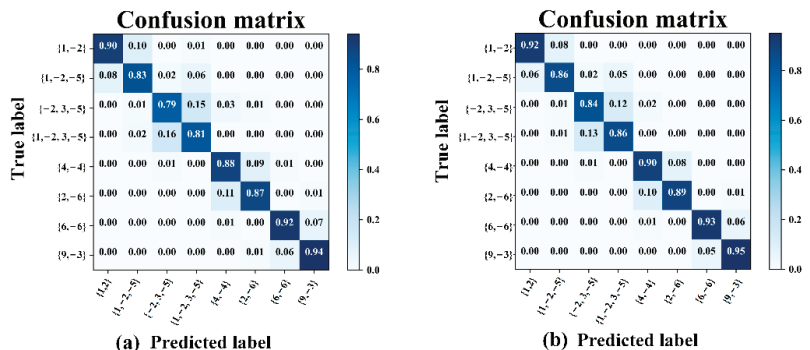 Confusion matrix
{1,−2} 0.90 0.10 0.00 0.01 0.00 0.00 0.00 0.00
{1,−2,−5} 0.08 0.83 0.02 0.06 0.00 0.00 0.00 0.00
{−2,3,−5} 0.00 0.01 0.79 0.15 0.03 0.01 0.00 0.00
{1,−2,3,−5} 0.00 0.02 0.16 0.81 0.00 0.00 0.00 0.00
{4,−4} 0.00 0.00 0.01 0.00 0.88 0.09 0.01 0.00
{2,−6} 0.00 0.00 0.00 0.00 0.11 0.87 0.00 0.01
{6,−6} 0.00 0.00 0.00 0.00 0.01 0.00 0.92 0.07
{9,−3} 0.00 0.00 0.00 0.00 0.00 0.01 0.06 0.94
True label
{1,2} {1,−2,−5} {−2,3,−5} {1,−2,3,−5} {4,−4} {2,−6} {6,−6} {9,−3}
0.8
0.6
0.4
0.2
0.0
(a) Predicted label
Confusion matrix
{1,−2} 0.92 0.08 0.00 0.00 0.00 0.00 0.00 0.00
{1,−2,−5} 0.06 0.86 0.02 0.05 0.00 0.00 0.00 0.00
{−2,3,−5} 0.00 0.01 0.84 0.12 0.02 0.00 0.00 0.00
{1,−2,3,−5} 0.00 0.01 0.13 0.86 0.00 0.00 0.00 0.00
{4,−4} 0.00 0.00 0.01 0.00 0.90 0.08 0.00 0.00
{2,−6} 0.00 0.00 0.00 0.00 0.10 0.89 0.00 0.01
{6,−6} 0.00 0.00 0.00 0.00 0.01 0.00 0.93 0.06
{9,−3} 0.00 0.00 0.00 0.00 0.00 0.00 0.05 0.95
True label
{1,2} {1,−2,−5} {−2,3,−5} {1,−2,3,−5} {4,−4} {2,−6} {6,−6} {9,−3}
0.8
0.6
0.4
0.2
0.0
(b) Predicted label